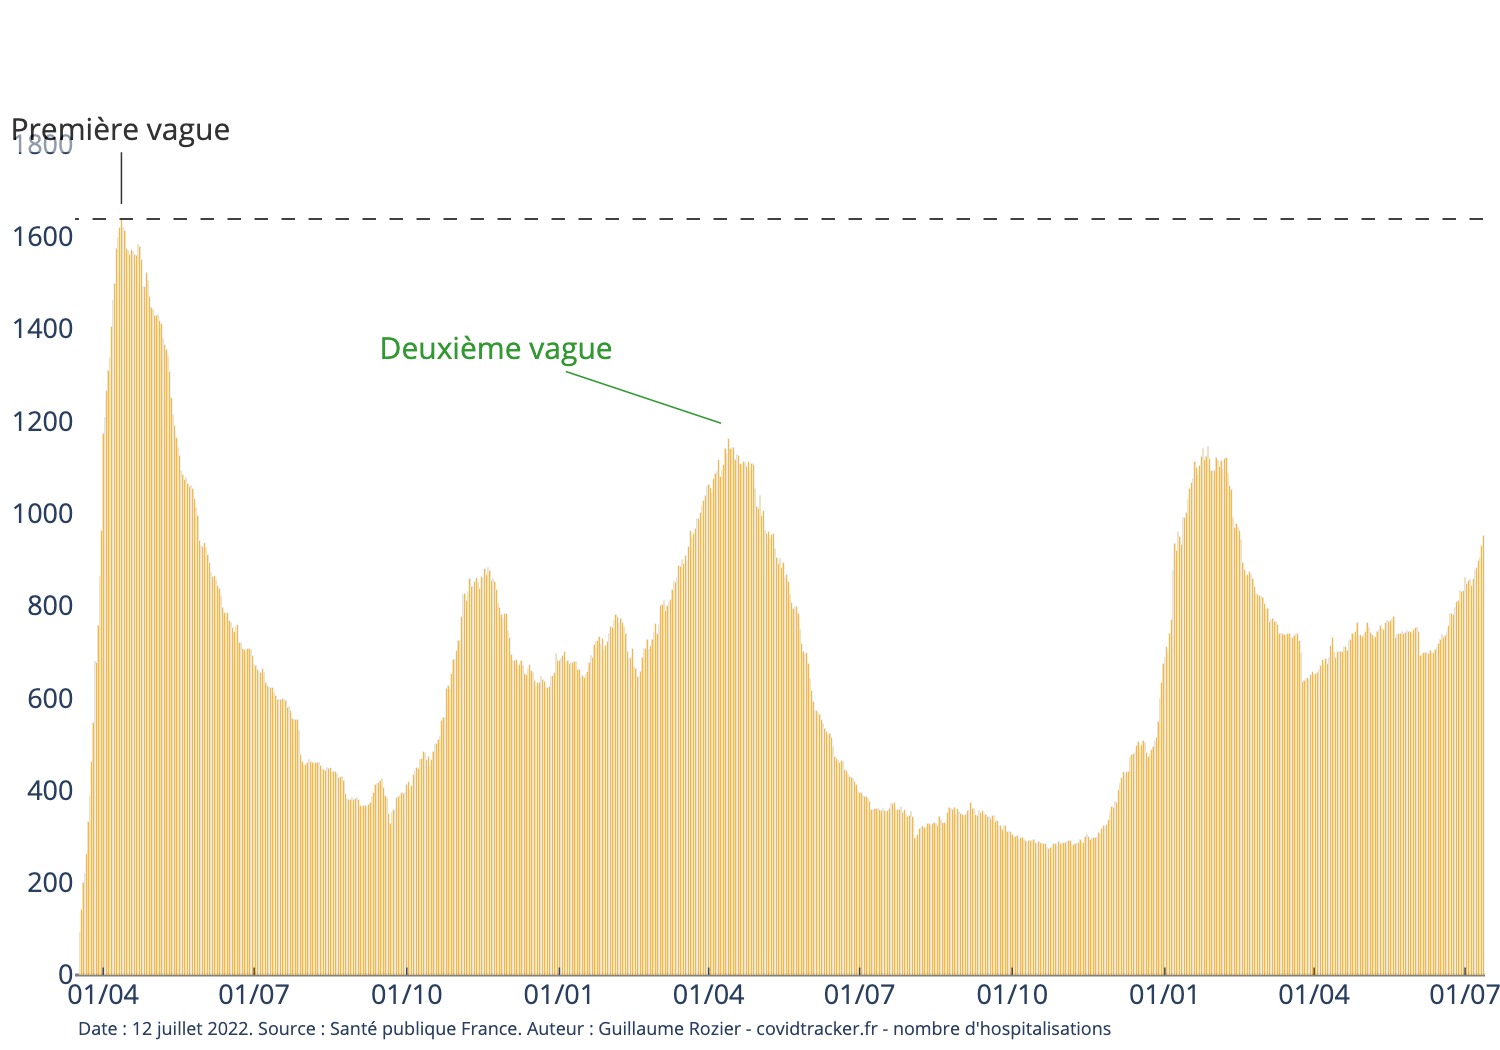 Première vague
1800
1600
1400
Deuxième vague
1200
1000
800
600
400
200
0
01/04 01/07 01/10 01/01 01/04 01/07 01/10 01/01 01/04 01/07
Date : 12 juillet 2022. Source : Santé publique France. Auteur : Guillaume Rozier - covidtracker.fr - nombre d'hospitalisations